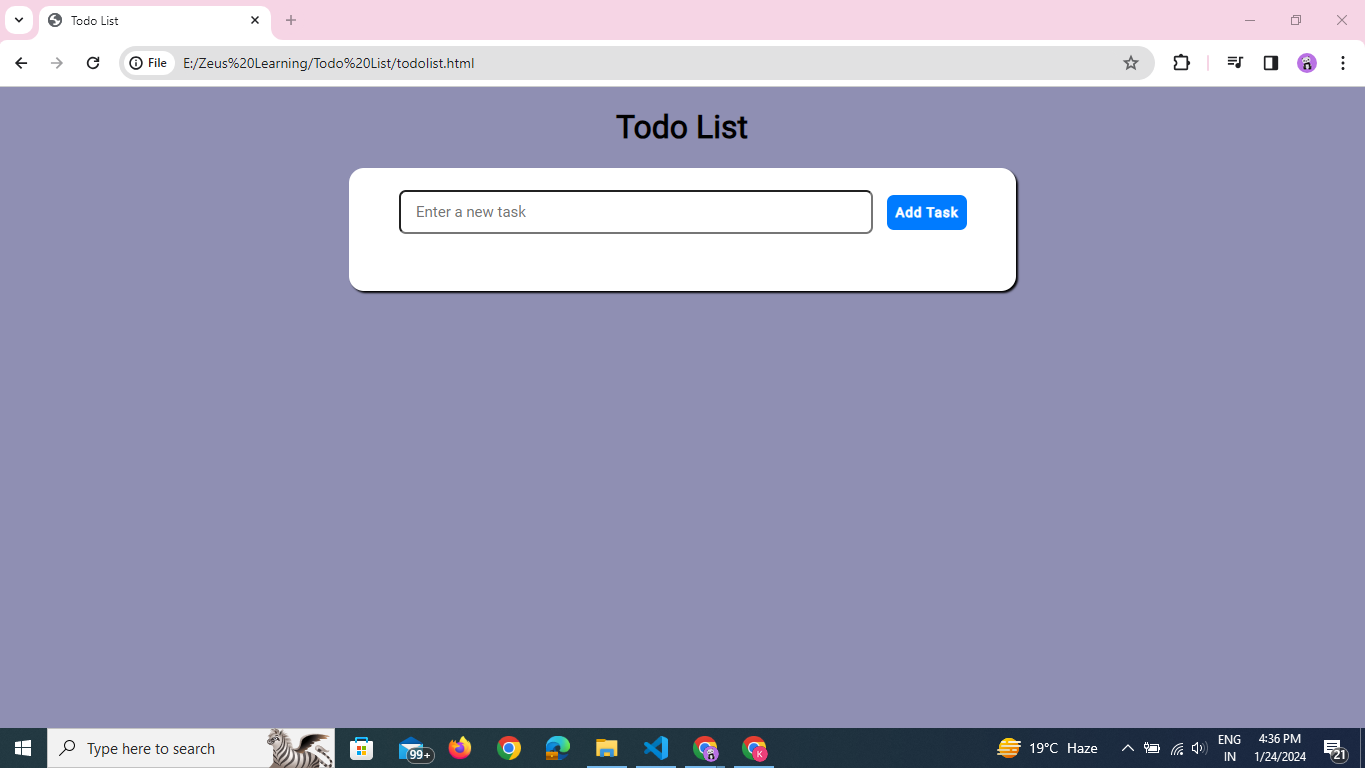 Todo List
File E:/Zeus%20Learning/Todo%20List/todolist.html
Todo List
Enter a new task Add Task
Type here to search 99+ K 19°C Haze ENG 4:36 PM
IN 1/24/2024 21